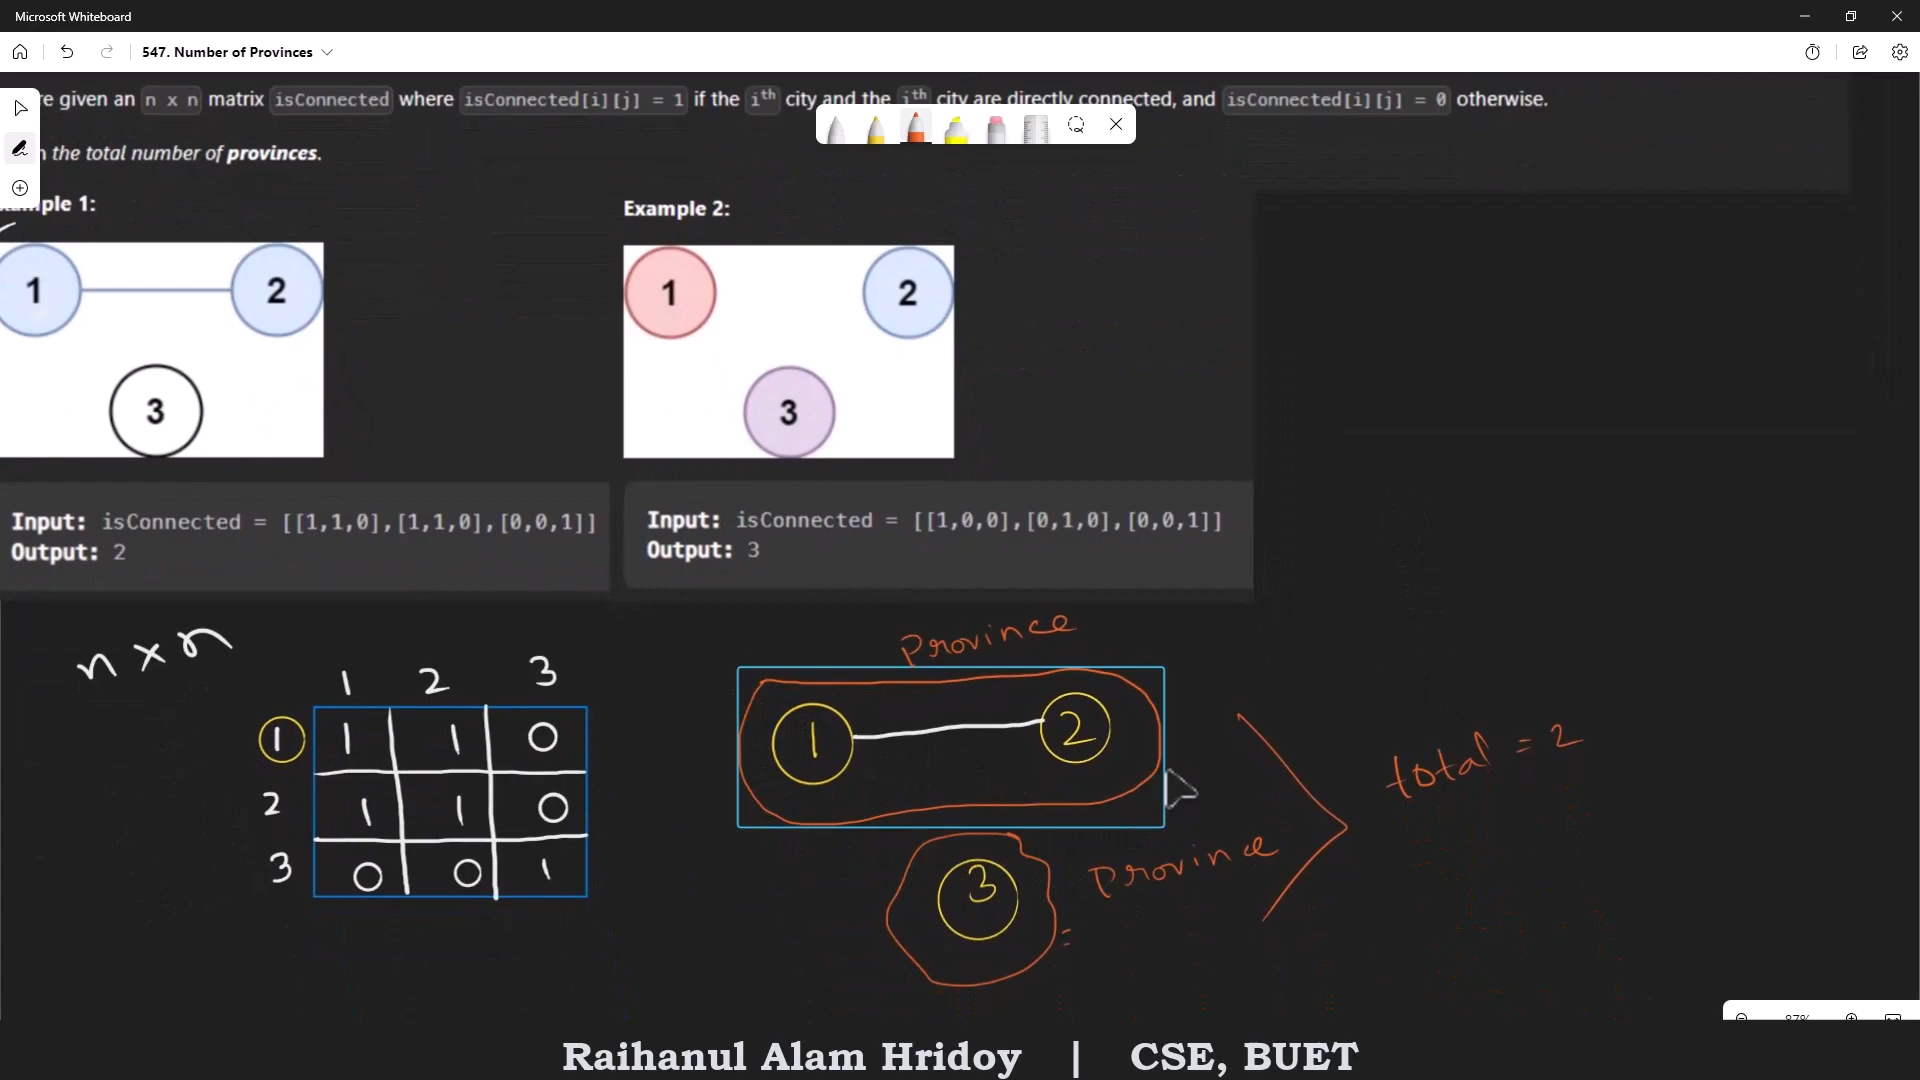 Microsoft Whiteboard
547. Number of Provinces
re given an n x n matrix isConnected where isConnected[i][j] = 1 if the ith city and the jth city are directly connected, and isConnected[i][j] = 0 otherwise.
n the total number of provinces.
mple 1:
Example 2:
1 2
3
1 2
3
Input: isConnected = [[1,1,0],[1,1,0],[0,0,1]]
Output: 2
Input: isConnected = [[1,0,0],[0,1,0],[0,0,1]]
Output: 3
n x n
1 2 3
1 1 1 0
2 1 1 0
3 0 0 1
Province
1 2
3
Province
total = 2
87%
Raihanul Alam Hridoy | CSE, BUET